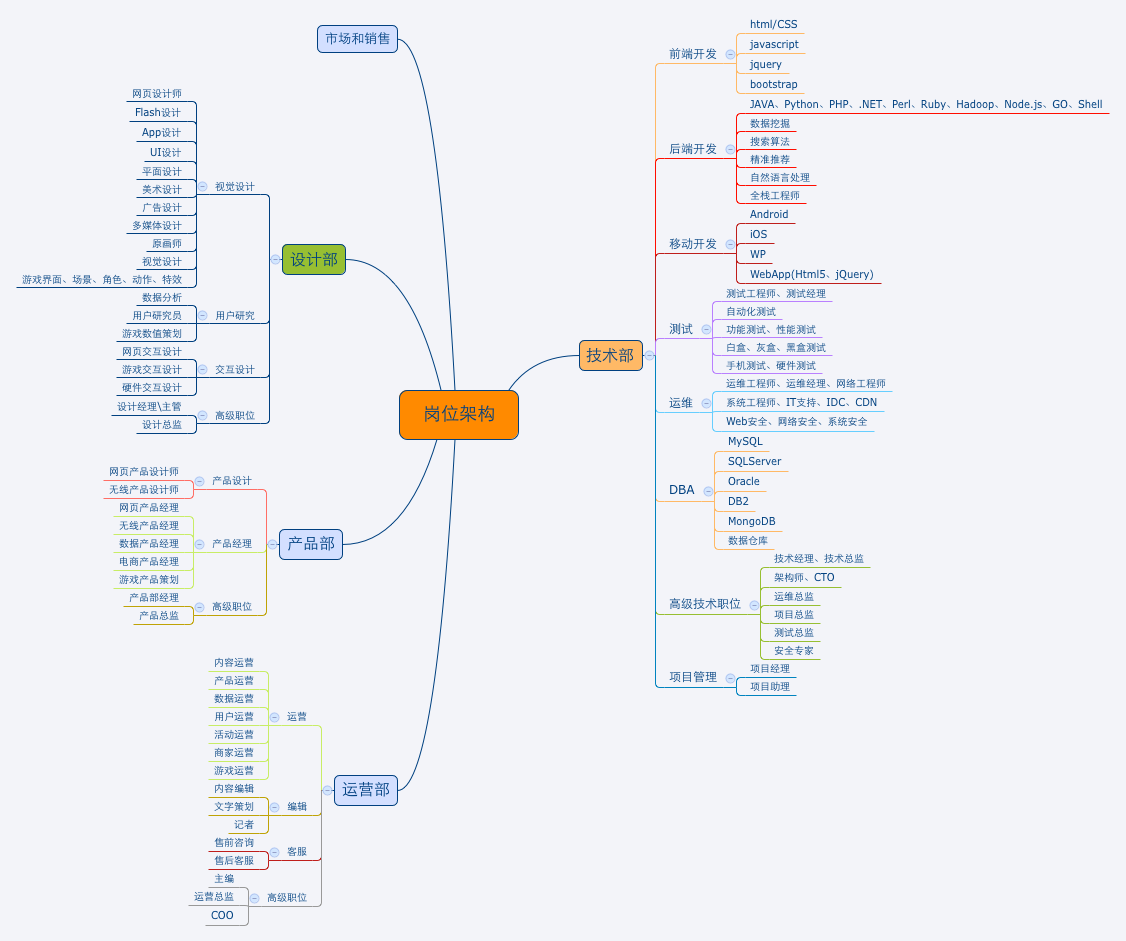 岗位架构
市场和销售
设计部
视觉设计
网页设计师
Flash设计
App设计
UI设计
平面设计
美术设计
广告设计
多媒体设计
原画师
视觉设计
游戏界面、场景、角色、动作、特效
用户研究
数据分析
用户研究员
游戏数值策划
交互设计
网页交互设计
游戏交互设计
硬件交互设计
高级职位
设计经理\主管
设计总监
产品部
产品设计
网页产品设计师
无线产品设计师
产品经理
网页产品经理
无线产品经理
数据产品经理
电商产品经理
游戏产品策划
高级职位
产品部经理
产品总监
运营部
运营
内容运营
产品运营
数据运营
用户运营
活动运营
商家运营
游戏运营
编辑
内容编辑
文字策划
记者
客服
售前咨询
售后客服
高级职位
主编
运营总监
COO
技术部
前端开发
html/CSS
javascript
jquery
bootstrap
后端开发
JAVA、Python、PHP、.NET、Perl、Ruby、Hadoop、Node.js、GO、Shell
数据挖掘
搜索算法
精准推荐
自然语言处理
全栈工程师
移动开发
Android
iOS
WP
WebApp(Html5、jQuery)
测试
测试工程师、测试经理
自动化测试
功能测试、性能测试
白盒、灰盒、黑盒测试
手机测试、硬件测试
运维
运维工程师、运维经理、网络工程师
系统工程师、IT支持、IDC、CDN
Web安全、网络安全、系统安全
DBA
MySQL
SQLServer
Oracle
DB2
MongoDB
数据仓库
高级技术职位
技术经理、技术总监
架构师、CTO
运维总监
项目总监
测试总监
安全专家
项目管理
项目经理
项目助理